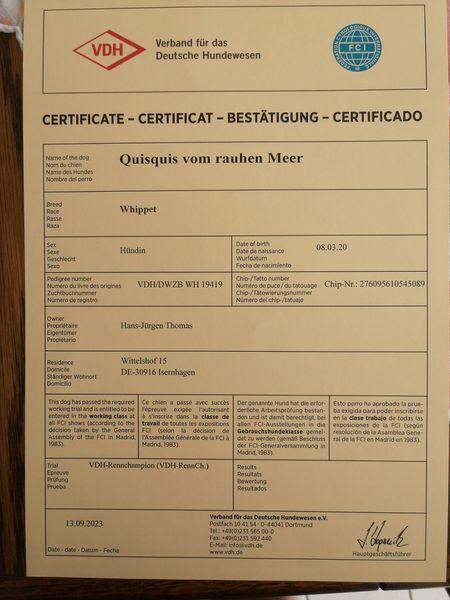 VDH
Verband für das
Deutsche Hundewesen
FCI
CERTIFICATE – CERTIFICAT – BESTÄTIGUNG – CERTIFICADO
Name of the dog
Nom du chien
Name des Hundes
Nombre del perro
Quisquis vom rauhen Meer
Breed
Race
Rasse
Raza
Whippet
Sex
Sexe
Geschlecht
Sexo
Hündin
Date of birth
Date de naissance
Wurfdatum
Fecha de nacimiento
08.03.20
Pedigree number
Numéro du livre des origines
Zuchtbuchnummer
Número de registro
VDH/DWZB WH 19419
Chip-/Tatto number
Numéro de puce/du tatouage
Chip-/Tätowierungsnummer
Número del chip-/tatuaje
Chip-Nr.: 276095610545089
Owner
Propriétaire
Eigentümer
Propietario
Hans-Jürgen Thomas
Residence
Domicile
Ständiger Wohnort
Domicilio
Wittelshof 15
DE-30916 Isernhagen
This dog has passed the required
working trial and is entitled to be
entered in the working class at
all FCI shows (according to the
decision taken by the General
Assembly of the FCI in Madrid,
1983).
Ce chien a passé avec succès
l'épreuve exigée l'autorisant
à s'inscrire dans la classe de
travail de toutes les expositions
FCI (selon la décision de
l'Assemblée Générale de la FCI à
Madrid, 1983).
Der genannte Hund hat die er-
forderliche Arbeitsprüfung bestan-
den und ist damit berechtigt, bei
allen FCI-Ausstellungen in die
Gebrauchshundeklasse gemel-
det zu werden (gemäß Beschluss
der FCI-Generalversammlung in
Madrid, 1983).
Este perro ha aprobado la prueba
exigida para poder inscribirse
en la clase trabajo de todas las
exposiciones de la FCI (según
resolución de la Asamblea General
de la FCI en Madrid en 1983).
Trial
Epreuve
Prüfung
Prueba
VDH-Rennchampion (VDH-RennCh.)
Results
Resultats
Bewertung
Resultados
13.09.2023
Date - date - Datum - Fecha
Verband für das Deutsche Hundewesen e.V.
Postfach 10 41 54 · D-44041 Dortmund
Tel.: +49(0)231 565 00-0
Fax: +49(0)231 592 440
E-Mail: info@vdh.de
www.vdh.de
Hauptgeschäftsführer